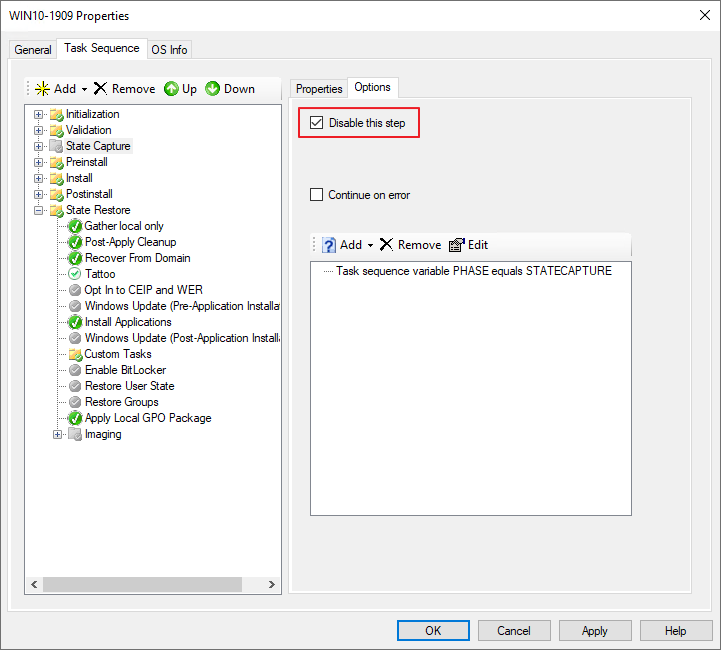 WIN10-1909 Properties
General Task Sequence OS Info
Add Remove Up Down
Initialization
Validation
State Capture
Preinstall
Install
Postinstall
State Restore
Gather local only
Post-Apply Cleanup
Recover From Domain
Tattoo
Opt In to CEIP and WER
Windows Update (Pre-Application Installa
Install Applications
Windows Update (Post-Application Install
Custom Tasks
Enable BitLocker
Restore User State
Restore Groups
Apply Local GPO Package
Imaging
Properties Options
Disable this step
Continue on error
Add Remove Edit
Task sequence variable PHASE equals STATECAPTURE
OK Cancel Apply Help